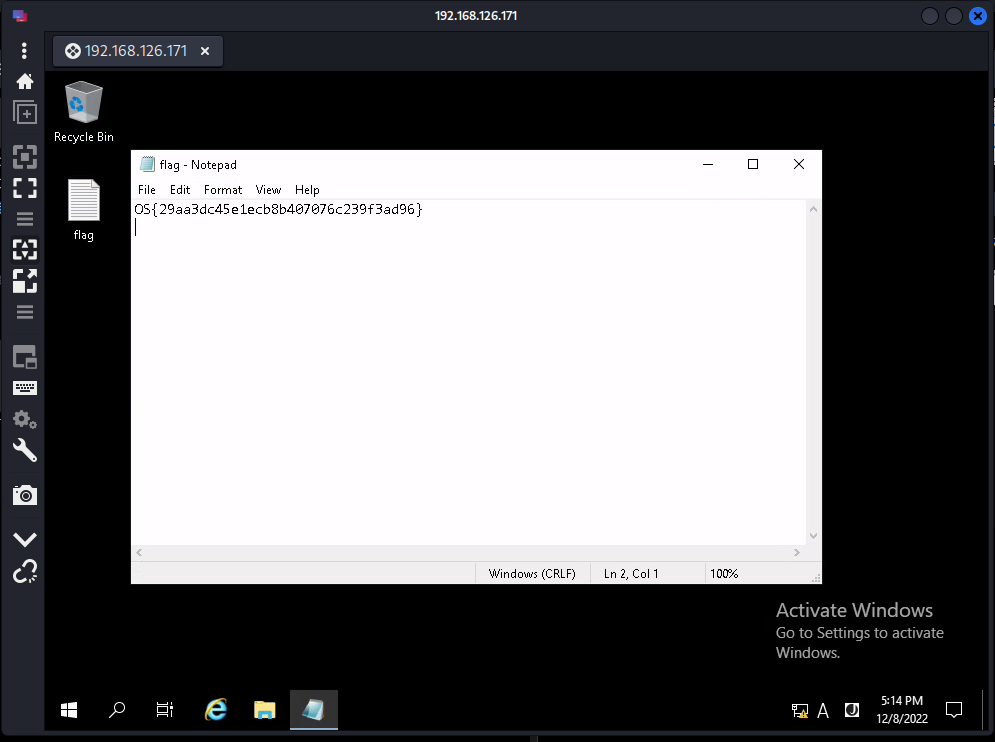 192.168.126.171
192.168.126.171
Recycle Bin
flag
flag - Notepad
File Edit Format View Help
OS{29aa3dc45e1ecb8b407076c239f3ad96}
Windows (CRLF) Ln 2, Col 1 100%
Activate Windows
Go to Settings to activate
Windows.
A
5:14 PM
12/8/2022